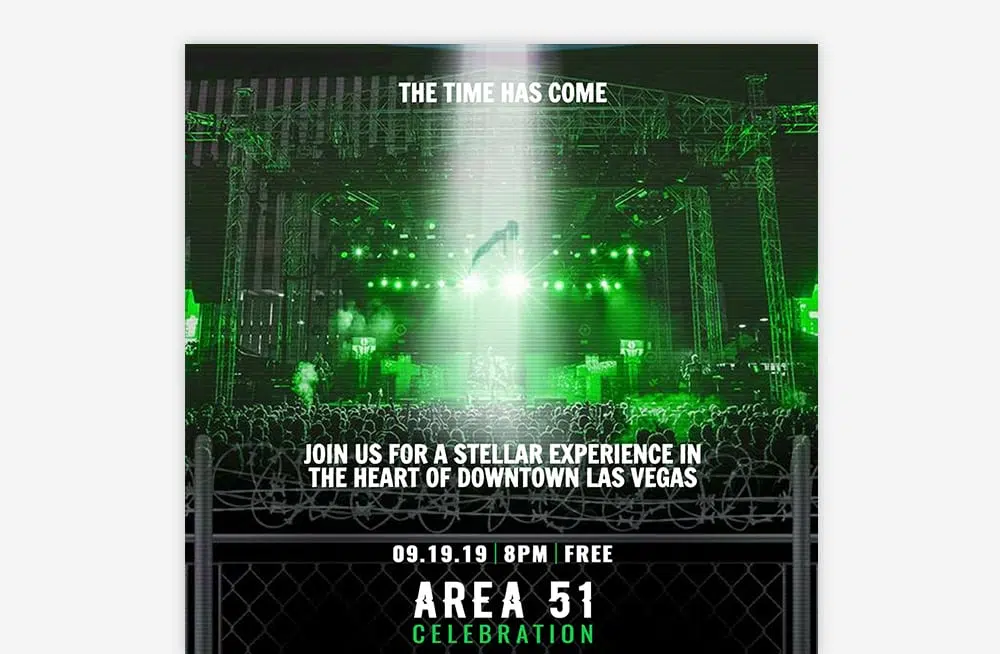 THE TIME HAS COME
JOIN US FOR A STELLAR EXPERIENCE IN
THE HEART OF DOWNTOWN LAS VEGAS
09.19.19 | 8PM | FREE
AREA 51
CELEBRATION